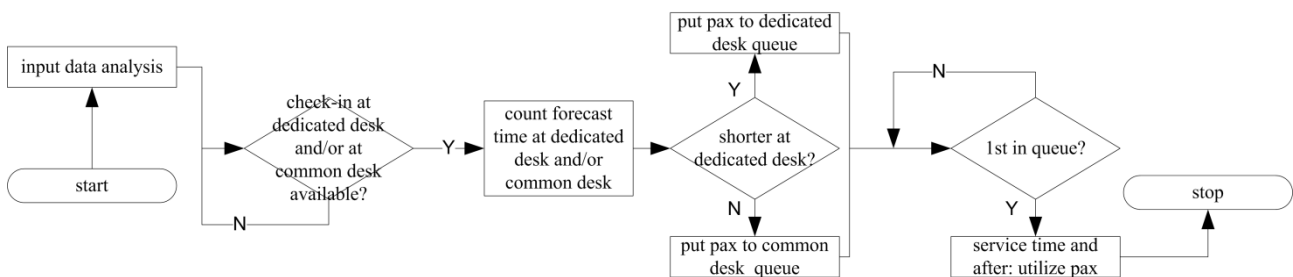 start
input data analysis
check-in at
dedicated desk
and/or at
common desk
available?
N
Y
count forecast
time at dedicated
desk and/or
common desk
shorter at
dedicated desk?
Y
put pax to dedicated
desk queue
N
put pax to common
desk queue
1st in queue?
N
Y
service time and
after: utilize pax
stop